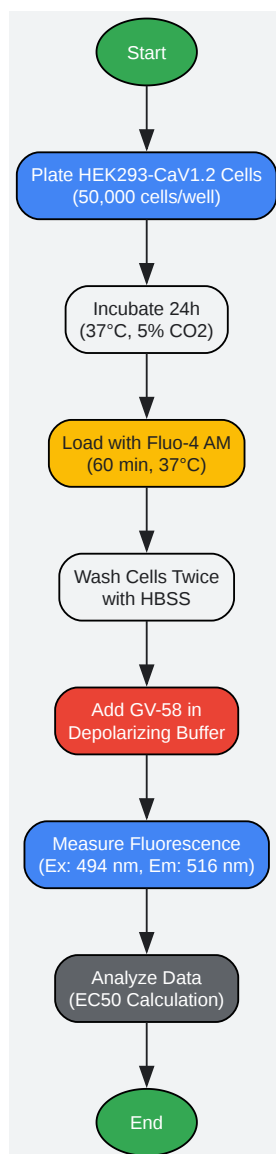 Start
Plate HEK293-CaV1.2 Cells
(50,000 cells/well)
Incubate 24h
(37°C, 5% CO2)
Load with Fluo-4 AM
(60 min, 37°C)
Wash Cells Twice
with HBSS
Add GV-58 in
Depolarizing Buffer
Measure Fluorescence
(Ex: 494 nm, Em: 516 nm)
Analyze Data
(EC50 Calculation)
End